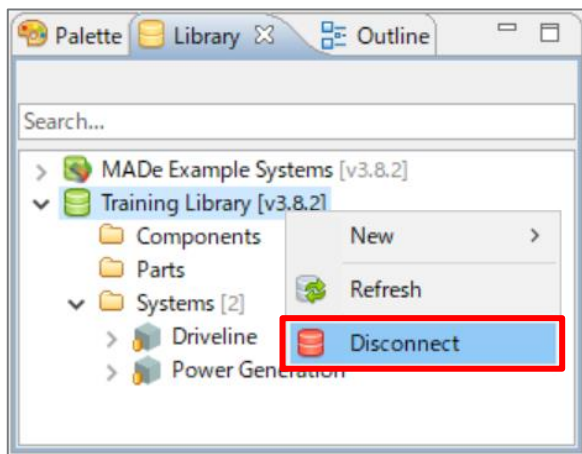 Palette Library Outline
Search...
MADe Example Systems [v3.8.2]
Training Library [v3.8.2]
Components New
Parts Refresh
Systems [2]
Driveline Disconnect
Power Generation